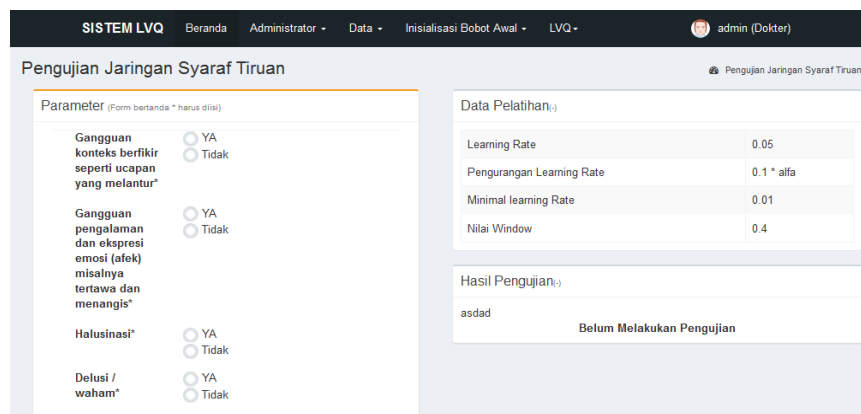 SISTEM LVQ Beranda Administrator Data Inisialisasi Bobot Awal LVQ admin (Dokter)
Pengujian Jaringan Syaraf Tiruan
Pengujian Jaringan Syaraf Tiruan
Parameter (Form bertanda * harus diisi)
Gangguan
konteks berfikir
seperti ucapan
yang melantur*
YA
Tidak
Gangguan
pengalaman
dan ekspresi
emosi (afek)
misalnya
tertawa dan
menangis*
YA
Tidak
Halusinasi*
YA
Tidak
Delusi /
waham*
YA
Tidak
Data Pelatihan(-)
Learning Rate 0.05
Pengurangan Learning Rate 0.1 * alfa
Minimal learning Rate 0.01
Nilai Window 0.4
Hasil Pengujian(-)
asdad
Belum Melakukan Pengujian